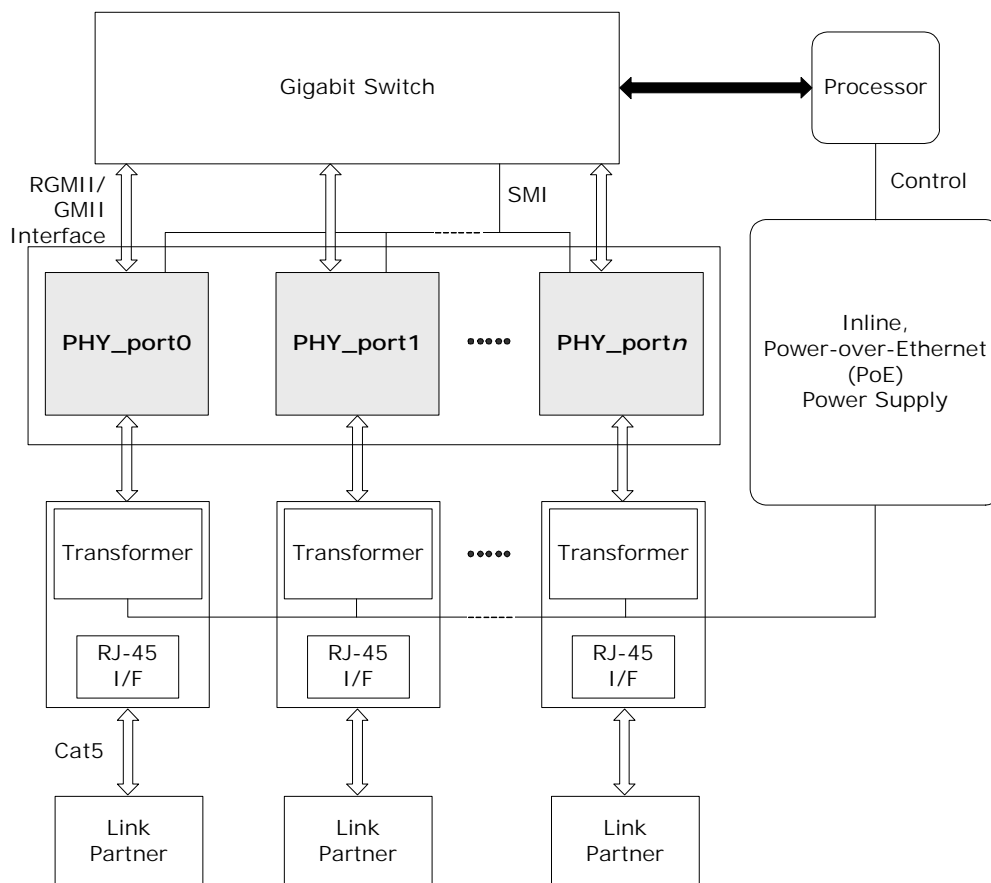 Gigabit Switch
Processor
RGMII/
GMII
Interface
SMI
Control
PHY_port0
PHY_port1
PHY_portn
Inline,
Power-over-Ethernet
(PoE)
Power Supply
Transformer
Transformer
Transformer
RJ-45
I/F
RJ-45
I/F
RJ-45
I/F
Cat5
Link
Partner
Link
Partner
Link
Partner